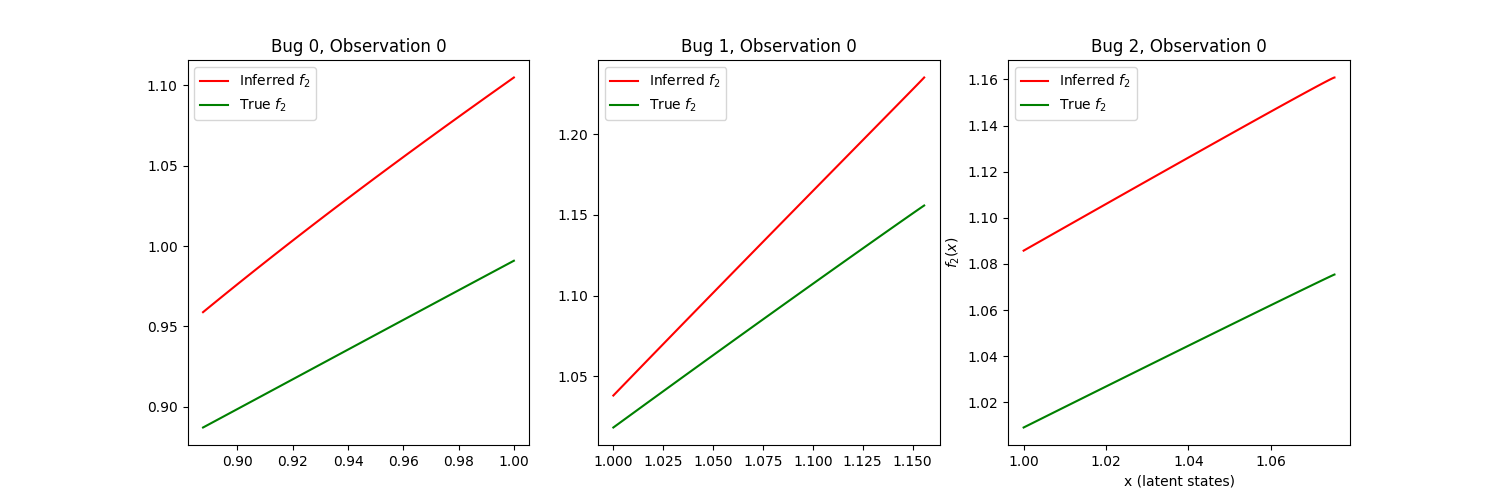 Bug 0, Observation 0
Inferred f₂
True f₂
1.10
1.05
1.00
0.95
0.90
0.90 0.92 0.94 0.96 0.98 1.00
Bug 1, Observation 0
Inferred f₂
True f₂
1.20
1.15
1.10
1.05
1.000 1.025 1.050 1.075 1.100 1.125 1.150
Bug 2, Observation 0
Inferred f₂
True f₂
f₂(x)
1.16
1.14
1.12
1.10
1.08
1.06
1.04
1.02
1.00 1.02 1.04 1.06
x (latent states)